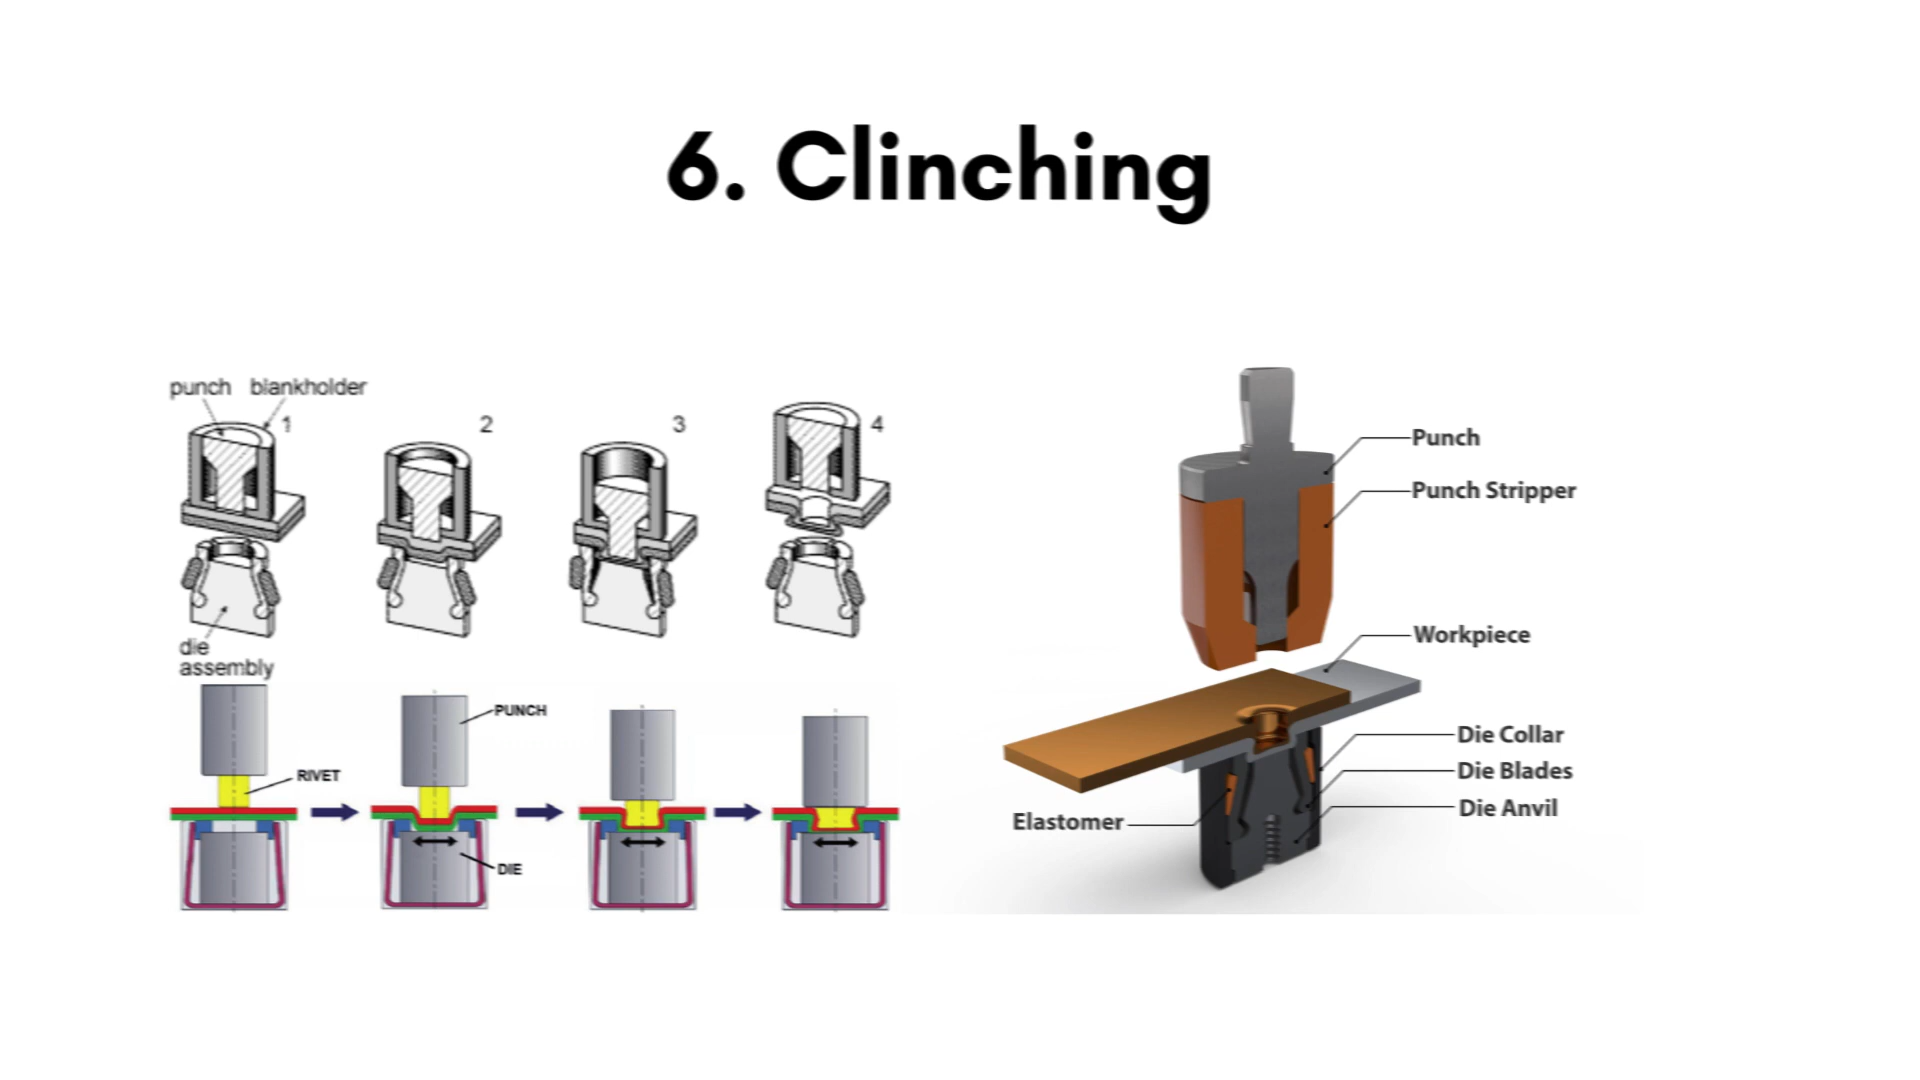 6. Clinching
punch blankholder
1
2
3
4
die
assembly
RIVET
PUNCH
DIE
Punch
Punch Stripper
Workpiece
Die Collar
Die Blades
Die Anvil
Elastomer